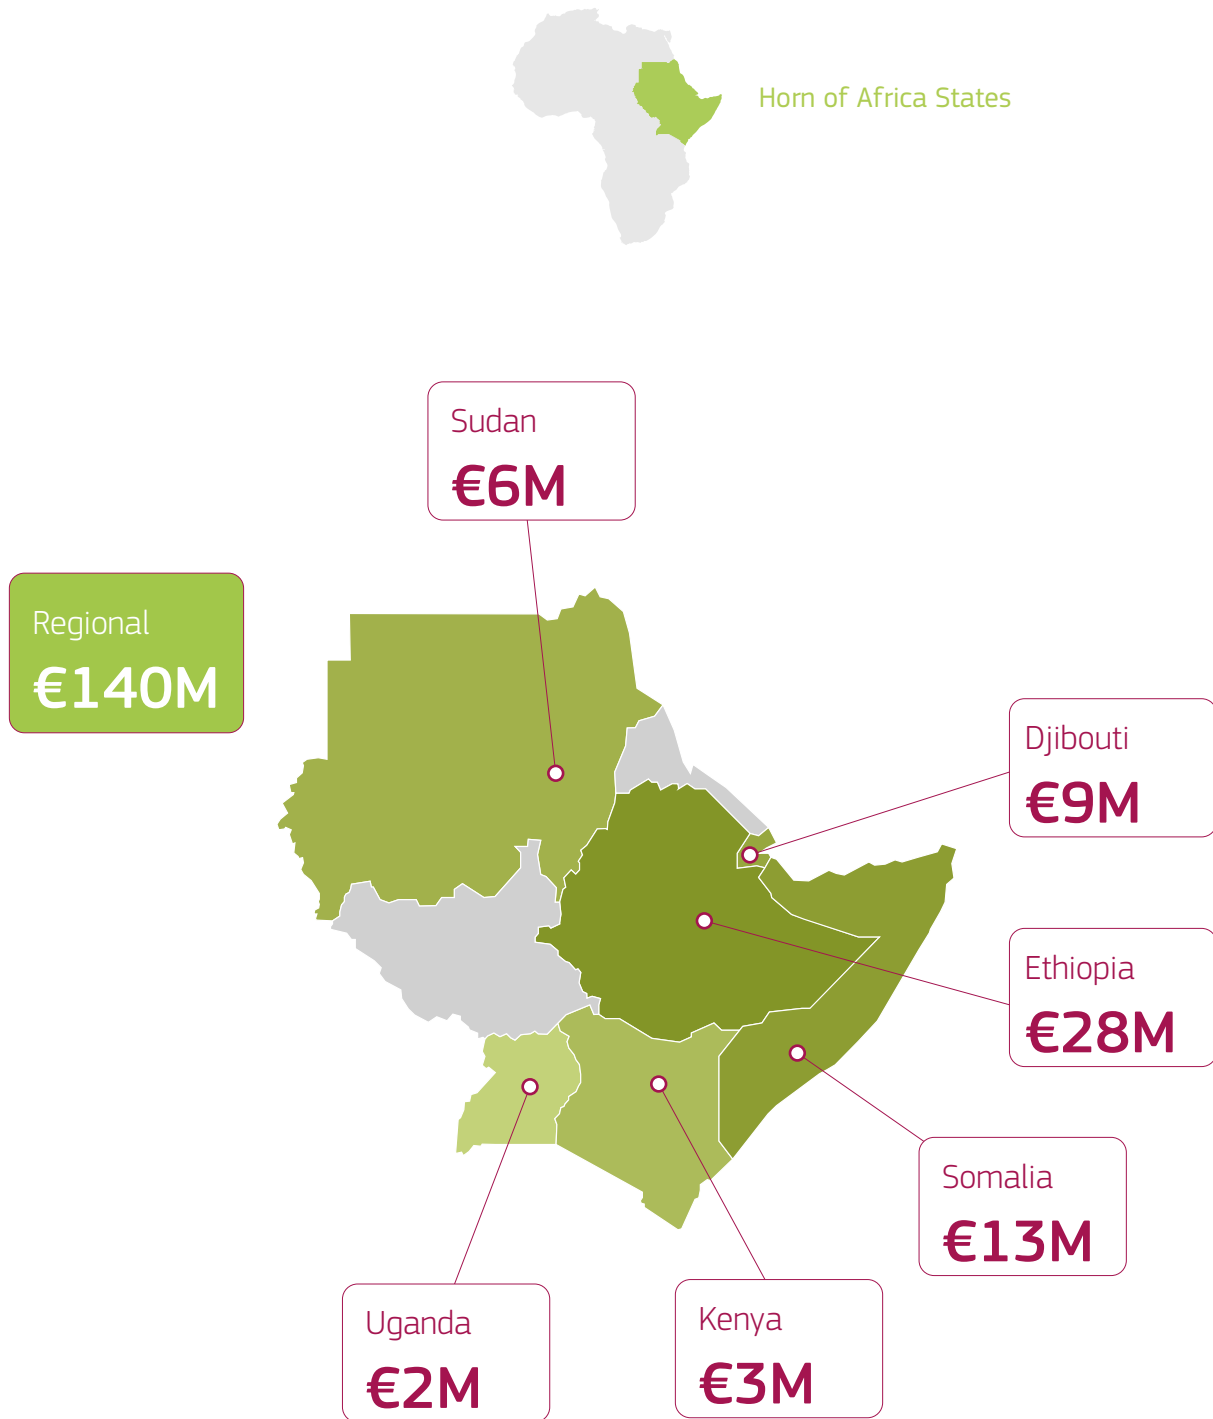 Horn of Africa States
Sudan
€6M
Regional
€140M
Djibouti
€9M
Ethiopia
€28M
Somalia
€13M
Kenya
€3M
Uganda
€2M